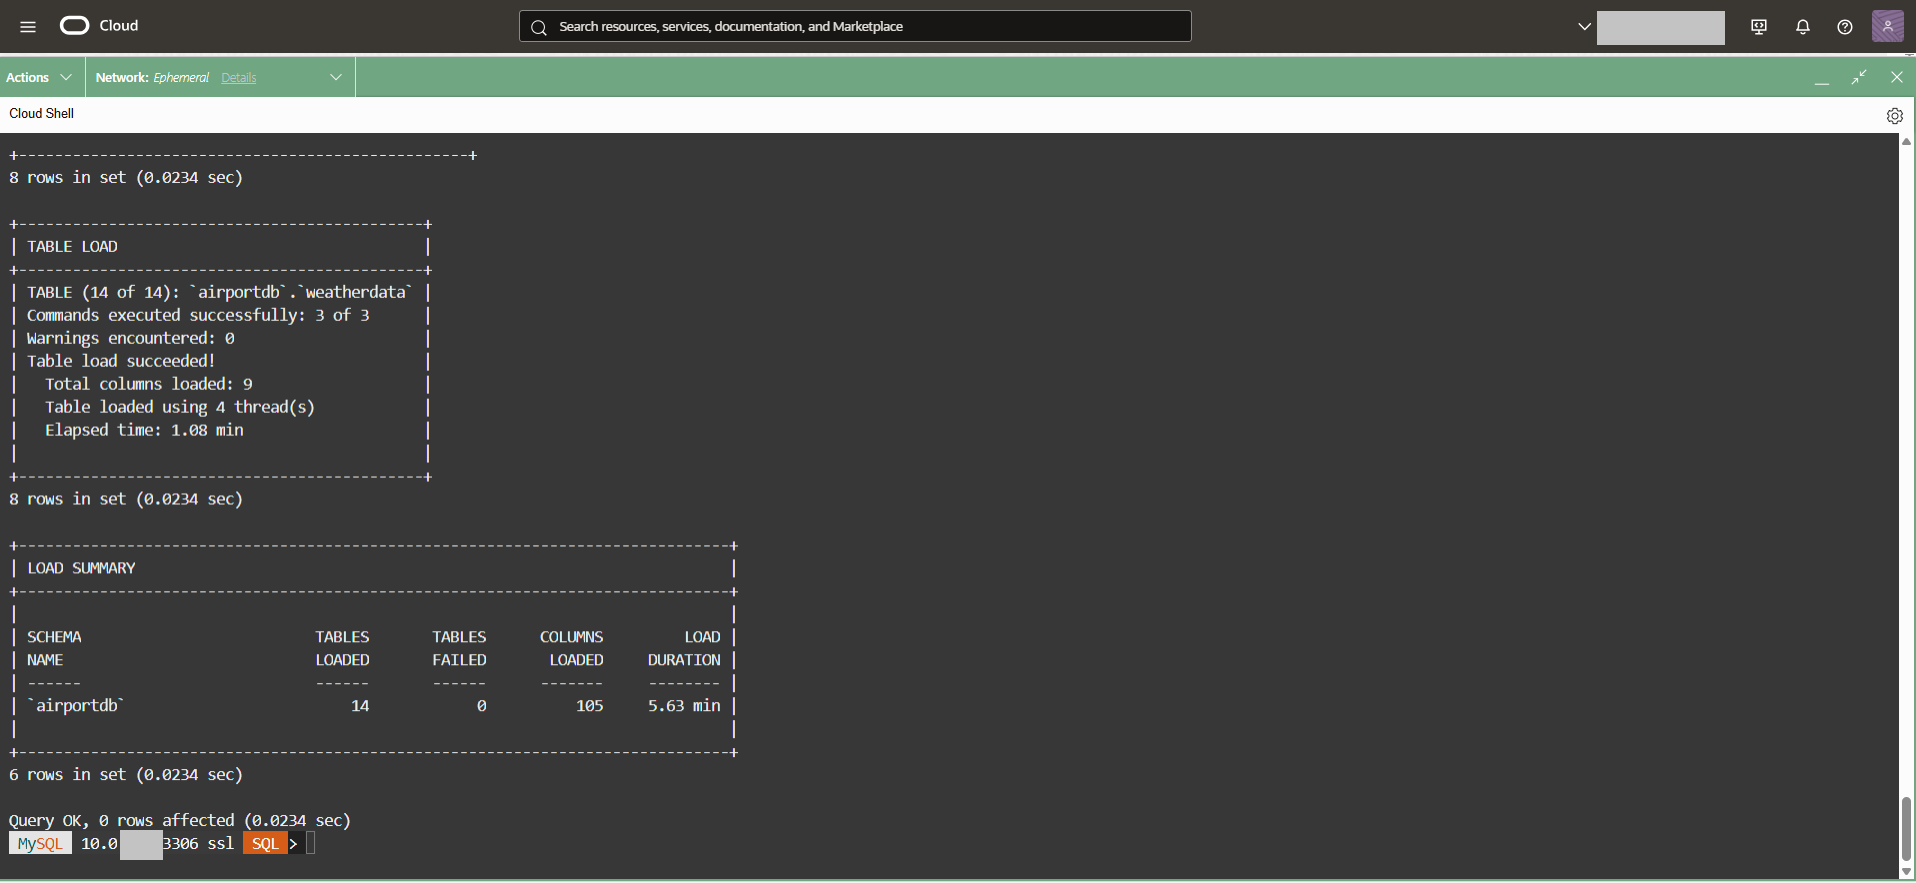 Cloud
Search resources, services, documentation, and Marketplace
Actions
Network: Ephemeral Details
Cloud Shell
+--------------------------------------------------+
8 rows in set (0.0234 sec)
+---------------------------------------------+
| TABLE LOAD |
+---------------------------------------------+
| TABLE (14 of 14): `airportdb`.`weatherdata` |
| Commands executed successfully: 3 of 3 |
| Warnings encountered: 0 |
| Table load succeeded! |
| Total columns loaded: 9 |
| Table loaded using 4 thread(s) |
| Elapsed time: 1.08 min |
| |
+---------------------------------------------+
8 rows in set (0.0234 sec)
+-------------------------------------------------------------------------------+
| LOAD SUMMARY |
+-------------------------------------------------------------------------------+
| |
| SCHEMA TABLES TABLES COLUMNS LOAD |
| NAME LOADED FAILED LOADED DURATION |
| ------ ------ ------ ------- -------- |
| `airportdb` 14 0 105 5.63 min |
| |
+-------------------------------------------------------------------------------+
6 rows in set (0.0234 sec)
Query OK, 0 rows affected (0.0234 sec)
MySQL 10.0 3306 ssl SQL >